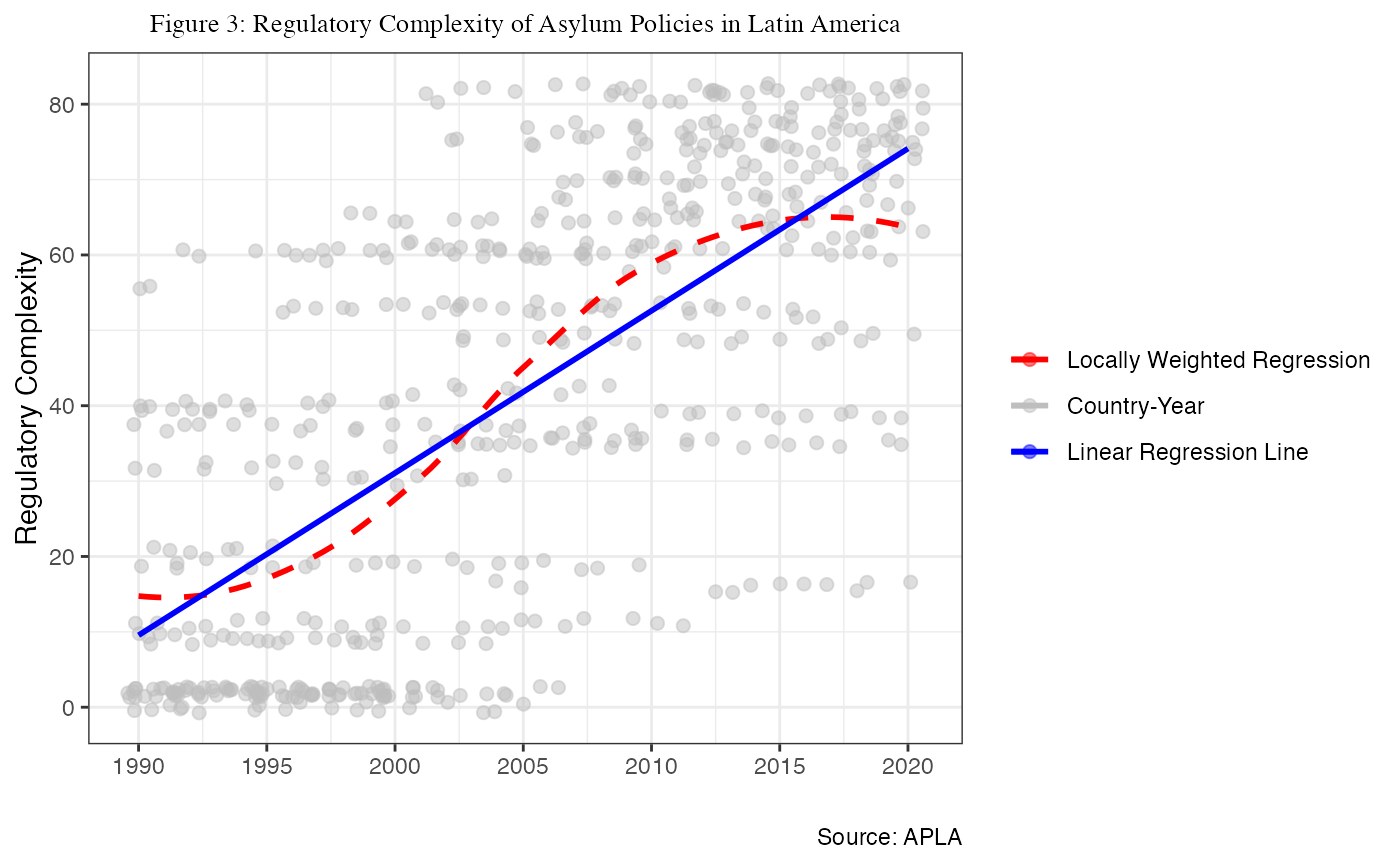 Figure 3: Regulatory Complexity of Asylum Policies in Latin America
Regulatory Complexity
80
60
40
20
0
1990 1995 2000 2005 2010 2015 2020
Locally Weighted Regression
Country-Year
Linear Regression Line
Source: APLA